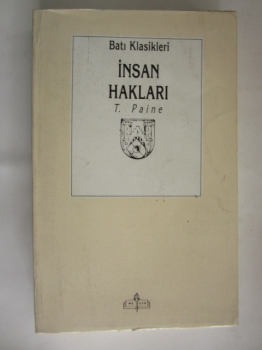 Batı Klasikleri
İNSAN
HAKLARI
T. Paine